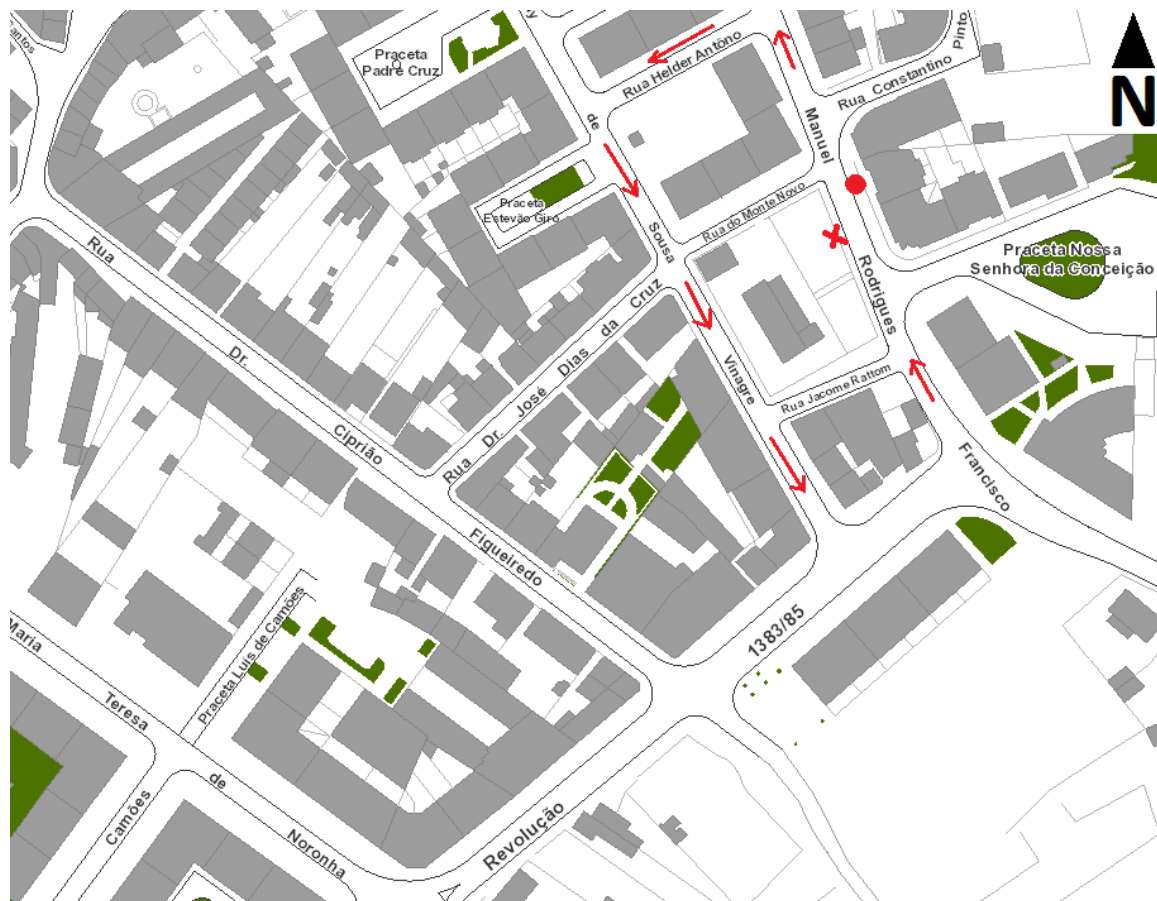 Pinto
Praceta
Padre Cruz
Rua Helder Antóno
de
Manuel
Rua Constantino
N
Praceta
Estevão Giro
Sousa
Rua do Monte Novo
Praceta Nossa
Senhora da Conceição
Rua
Rodrigues
Dr.
Rua Dr. José Dias da Cruz
Vinagre
Rua Jacome Rattom
Ciprião
Francisco
Figueiredo
Praceta Luis de Camões
1383/85
Maria
Teresa
de
Noronha
Camões
Revolução